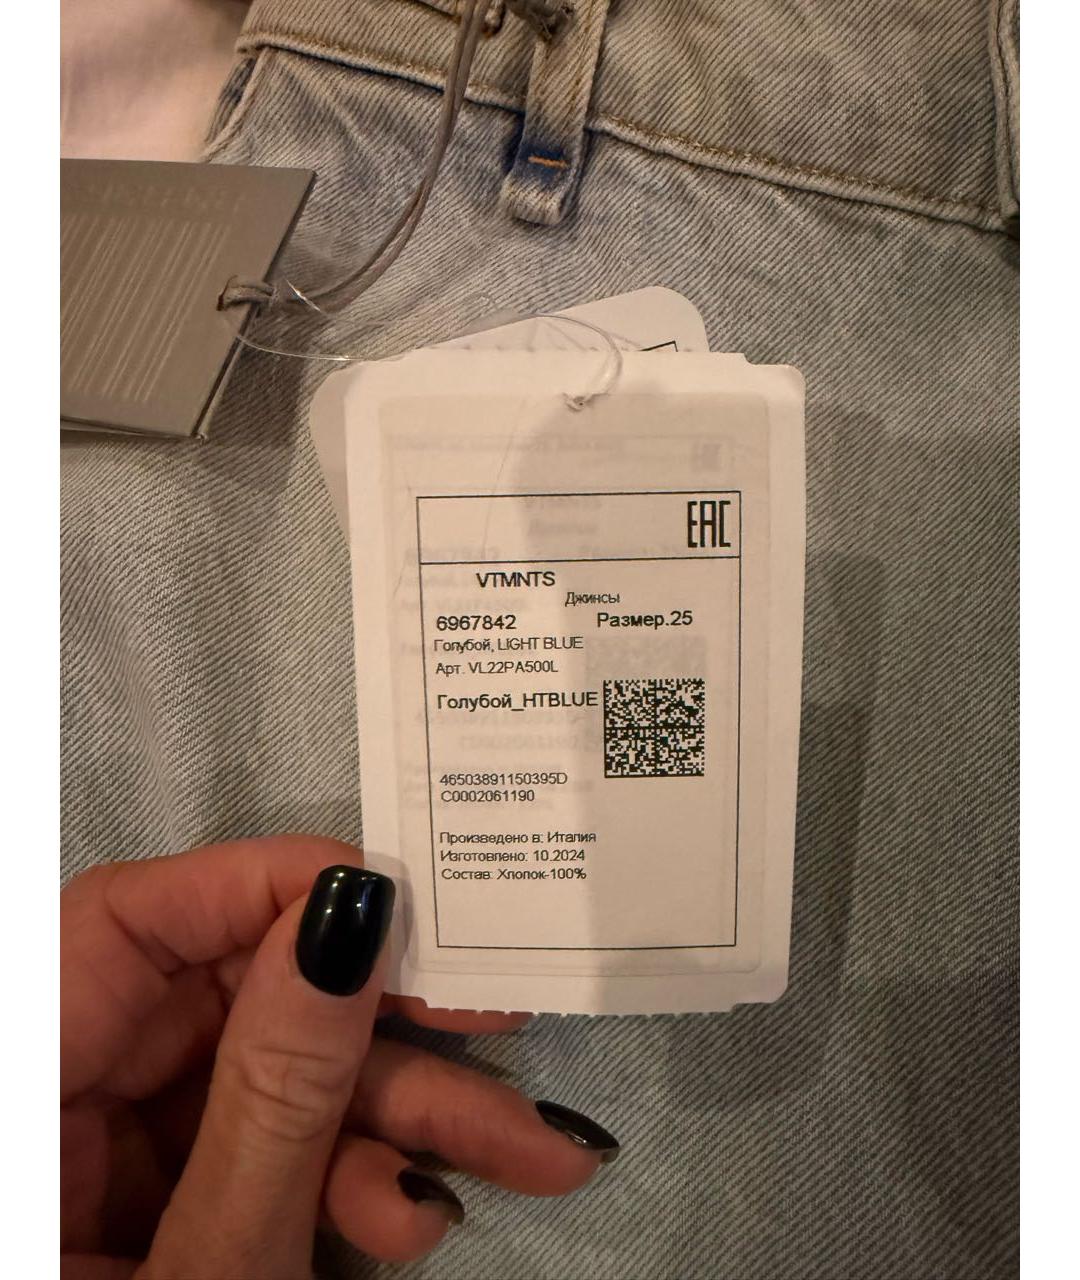 EAC
VTMNTS
Джинсы
6967842 Размер.25
Голубой, LIGHT BLUE
Арт. VL22PA500L
Голубой_HTBLUE
46503891150395D
C0002061190
Произведено в: Италия
Изготовлено: 10.2024
Состав: Хлопок-100%